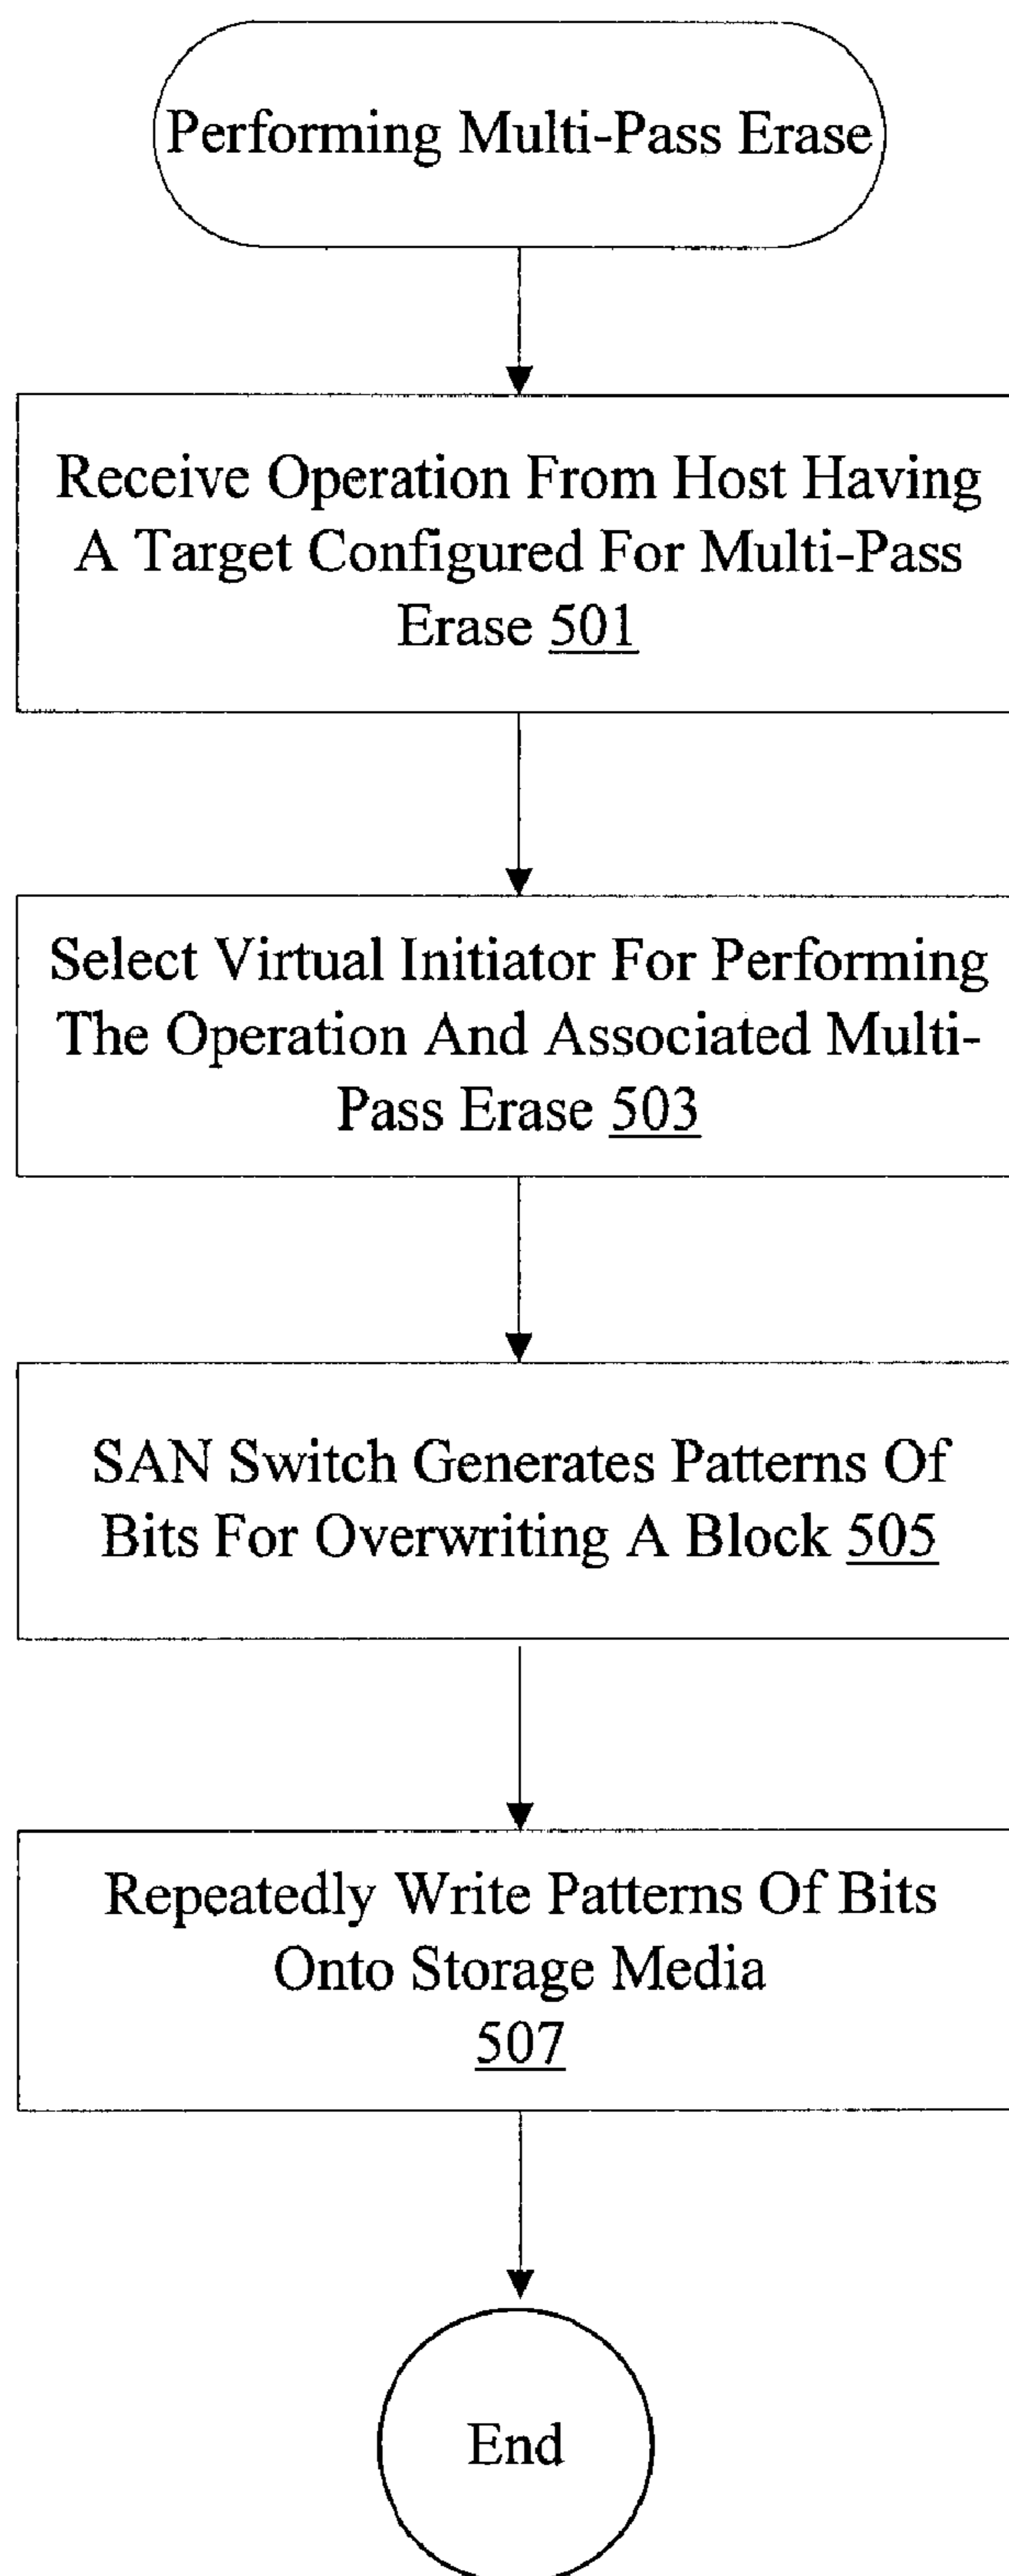 Performing Multi-Pass Erase
Receive Operation From Host Having
A Target Configured For Multi-Pass
Erase 501
Select Virtual Initiator For Performing
The Operation And Associated Multi-
Pass Erase 503
SAN Switch Generates Patterns Of
Bits For Overwriting A Block 505
Repeatedly Write Patterns Of Bits
Onto Storage Media
507
End